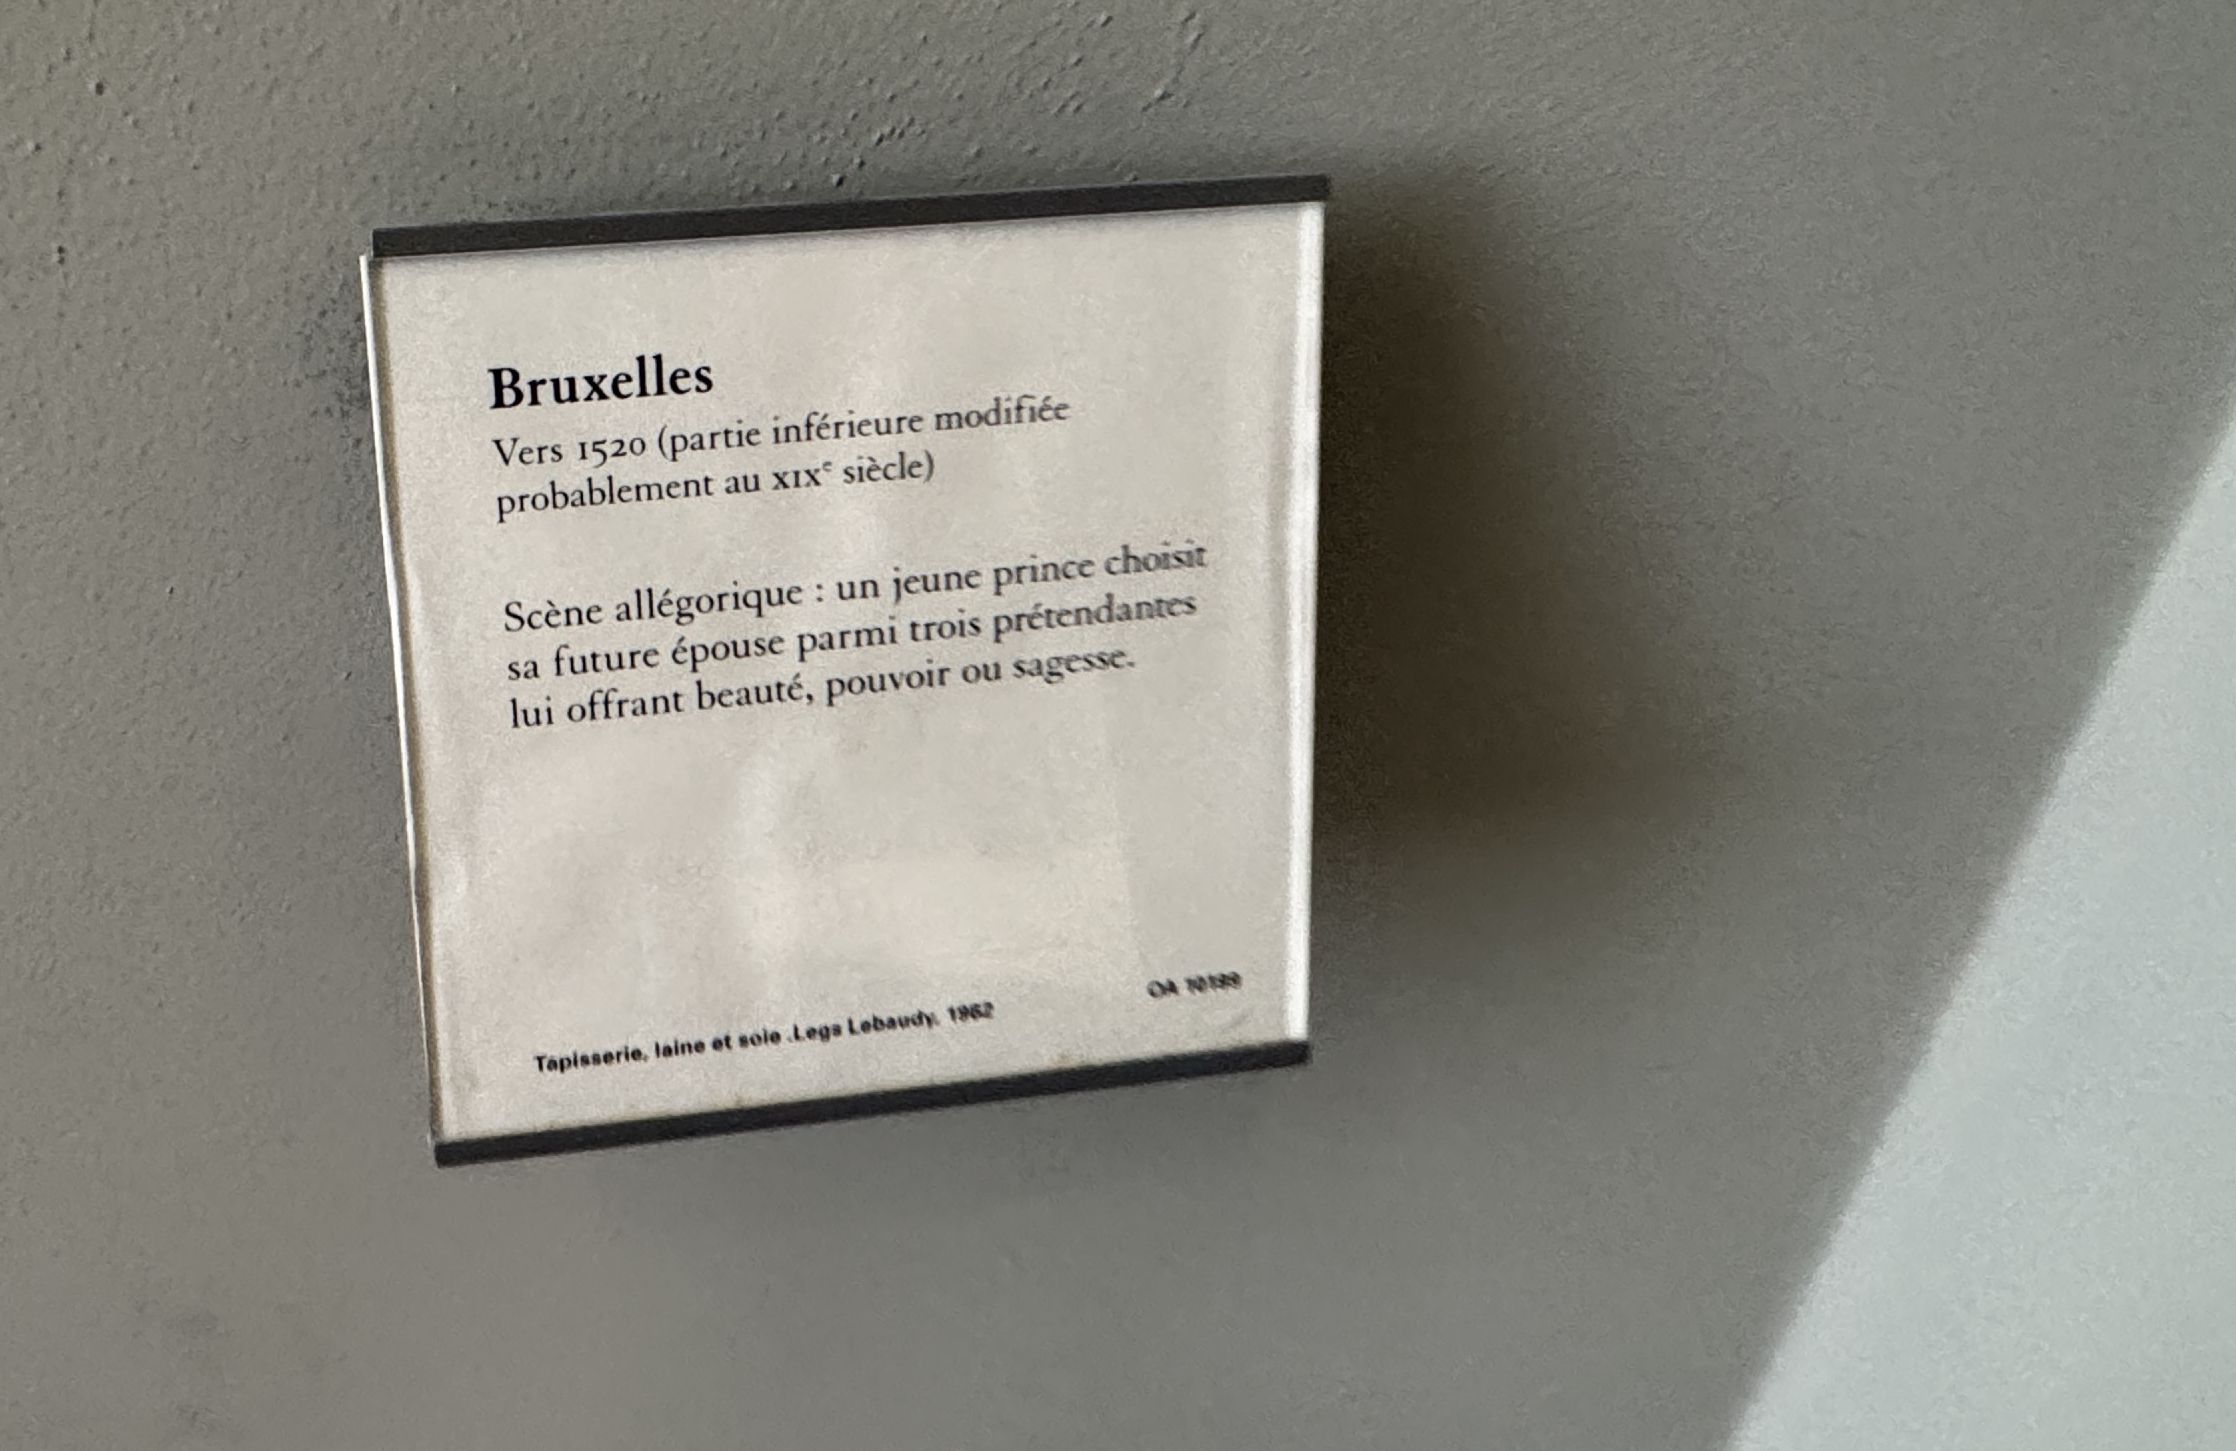 Bruxelles
Vers 1520 (partie inférieure modifiée
probablement au XIXe siècle)
Scène allégorique : un jeune prince choisit
sa future épouse parmi trois prétendantes
lui offrant beauté, pouvoir ou sagesse.
OA
Tapisserie, laine et soie .Legs Lebaudy, 1962